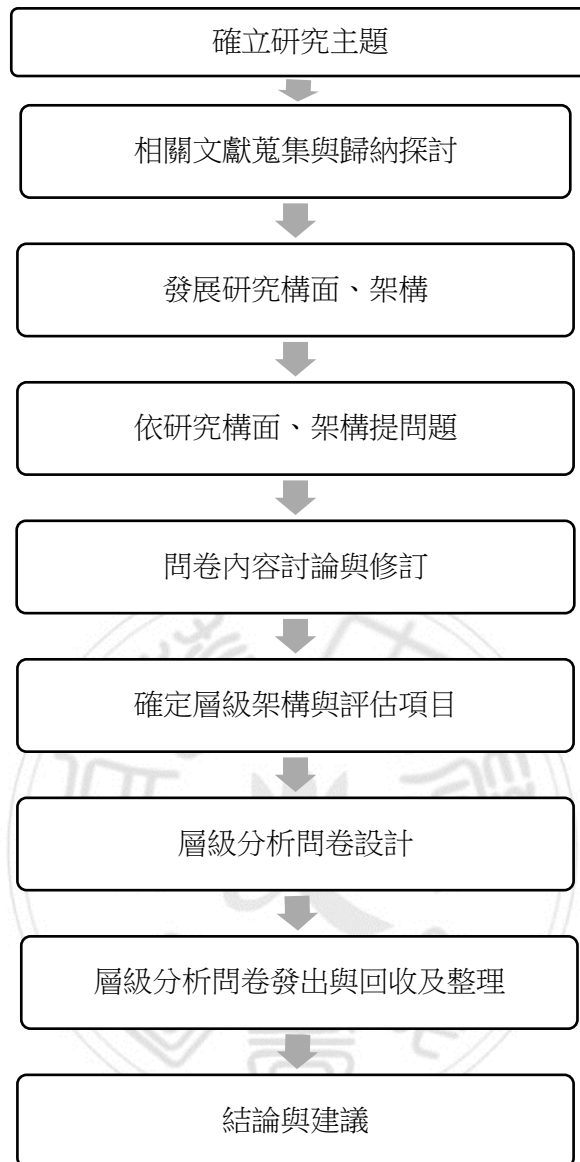 確立研究主題
相關文獻蒐集與歸納探討
發展研究構面、架構
依研究構面、架構提問題
問卷內容討論與修訂
確定層級架構與評估項目
層級分析問卷設計
層級分析問卷發出與回收及整理
結論與建議